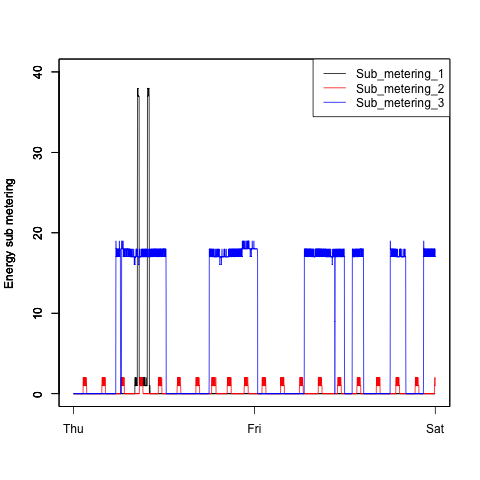 Sub_metering_1
Sub_metering_2
Sub_metering_3
Energy sub metering
40
30
20
10
0
Thu
Fri
Sat